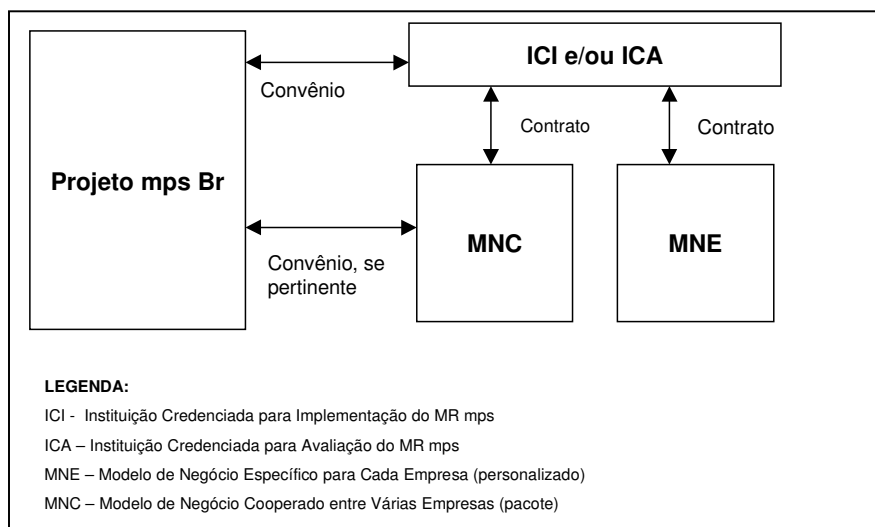 ICI e/ou ICA
Convênio
Contrato
Contrato
Projeto mps Br
MNC
MNE
Convênio, se
pertinente
LEGENDA:
ICI - Instituição Credenciada para Implementação do MR mps
ICA – Instituição Credenciada para Avaliação do MR mps
MNE – Modelo de Negócio Específico para Cada Empresa (personalizado)
MNC – Modelo de Negócio Cooperado entre Várias Empresas (pacote)